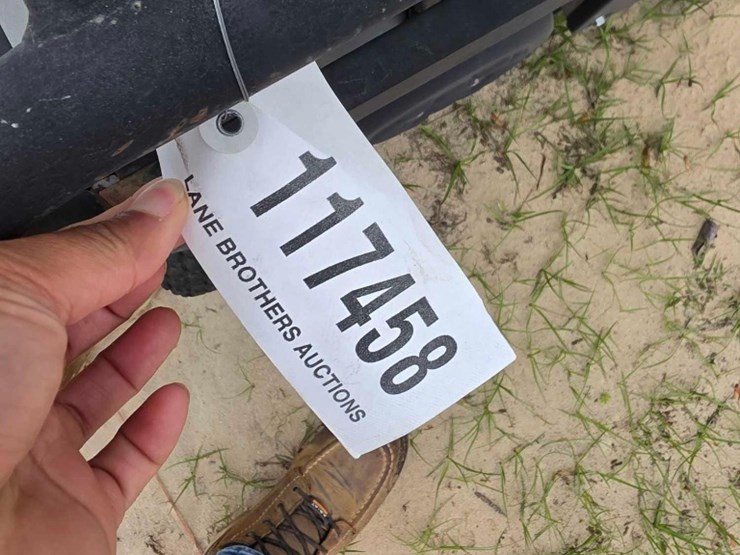 117458
LANE BROTHERS AUCTIONS